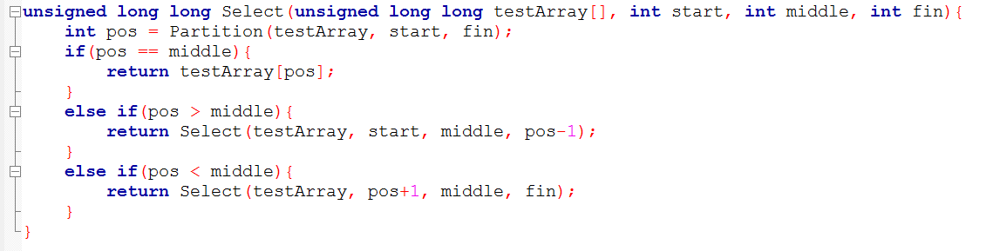 unsigned long long Select(unsigned long long testArray[], int start, int middle, int fin){
    int pos = Partition(testArray, start, fin);
    if(pos == middle){
        return testArray[pos];
    }
    else if(pos > middle){
        return Select(testArray, start, middle, pos-1);
    }
    else if(pos < middle){
        return Select(testArray, pos+1, middle, fin);
    }
}